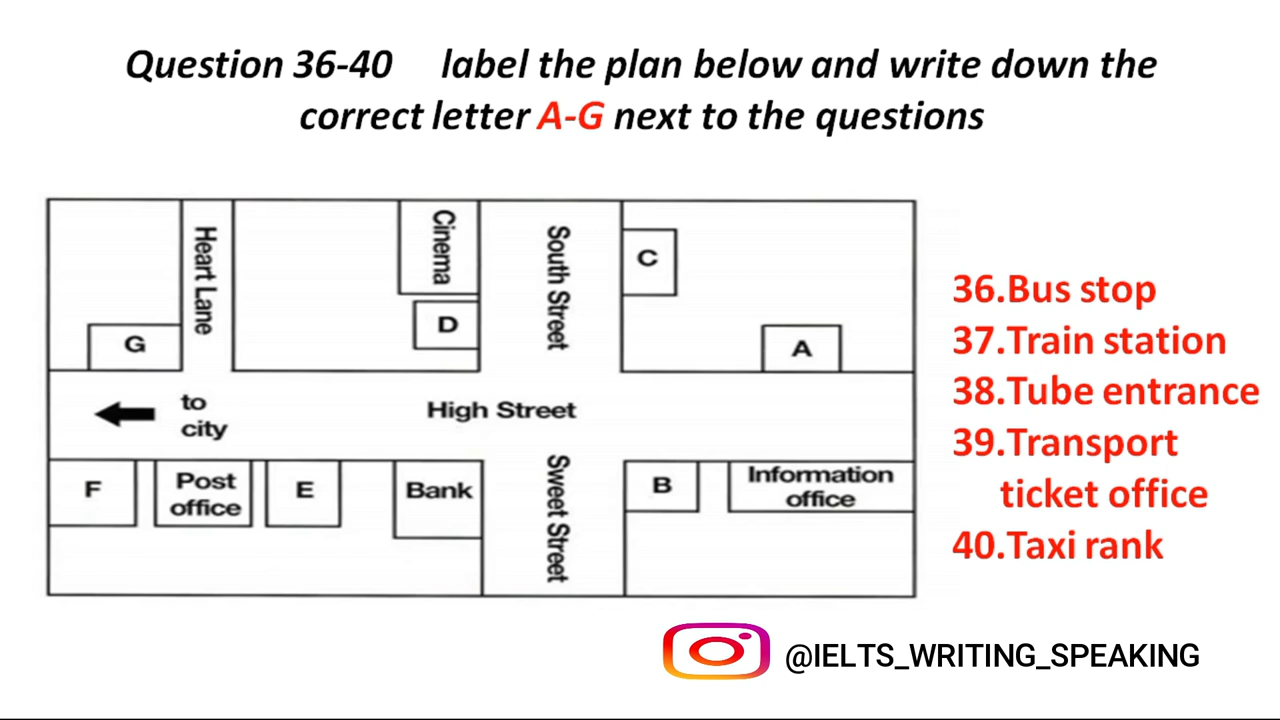 Question 36-40 label the plan below and write down the
correct letter A-G next to the questions
Heart Lane
Cinema
South Street
C
G
D
A
to
city
High Street
F
Post
office
E
Bank
Sweet Street
B
Information
office
36.Bus stop
37.Train station
38.Tube entrance
39.Transport
ticket office
40.Taxi rank
@IELTS_WRITING_SPEAKING